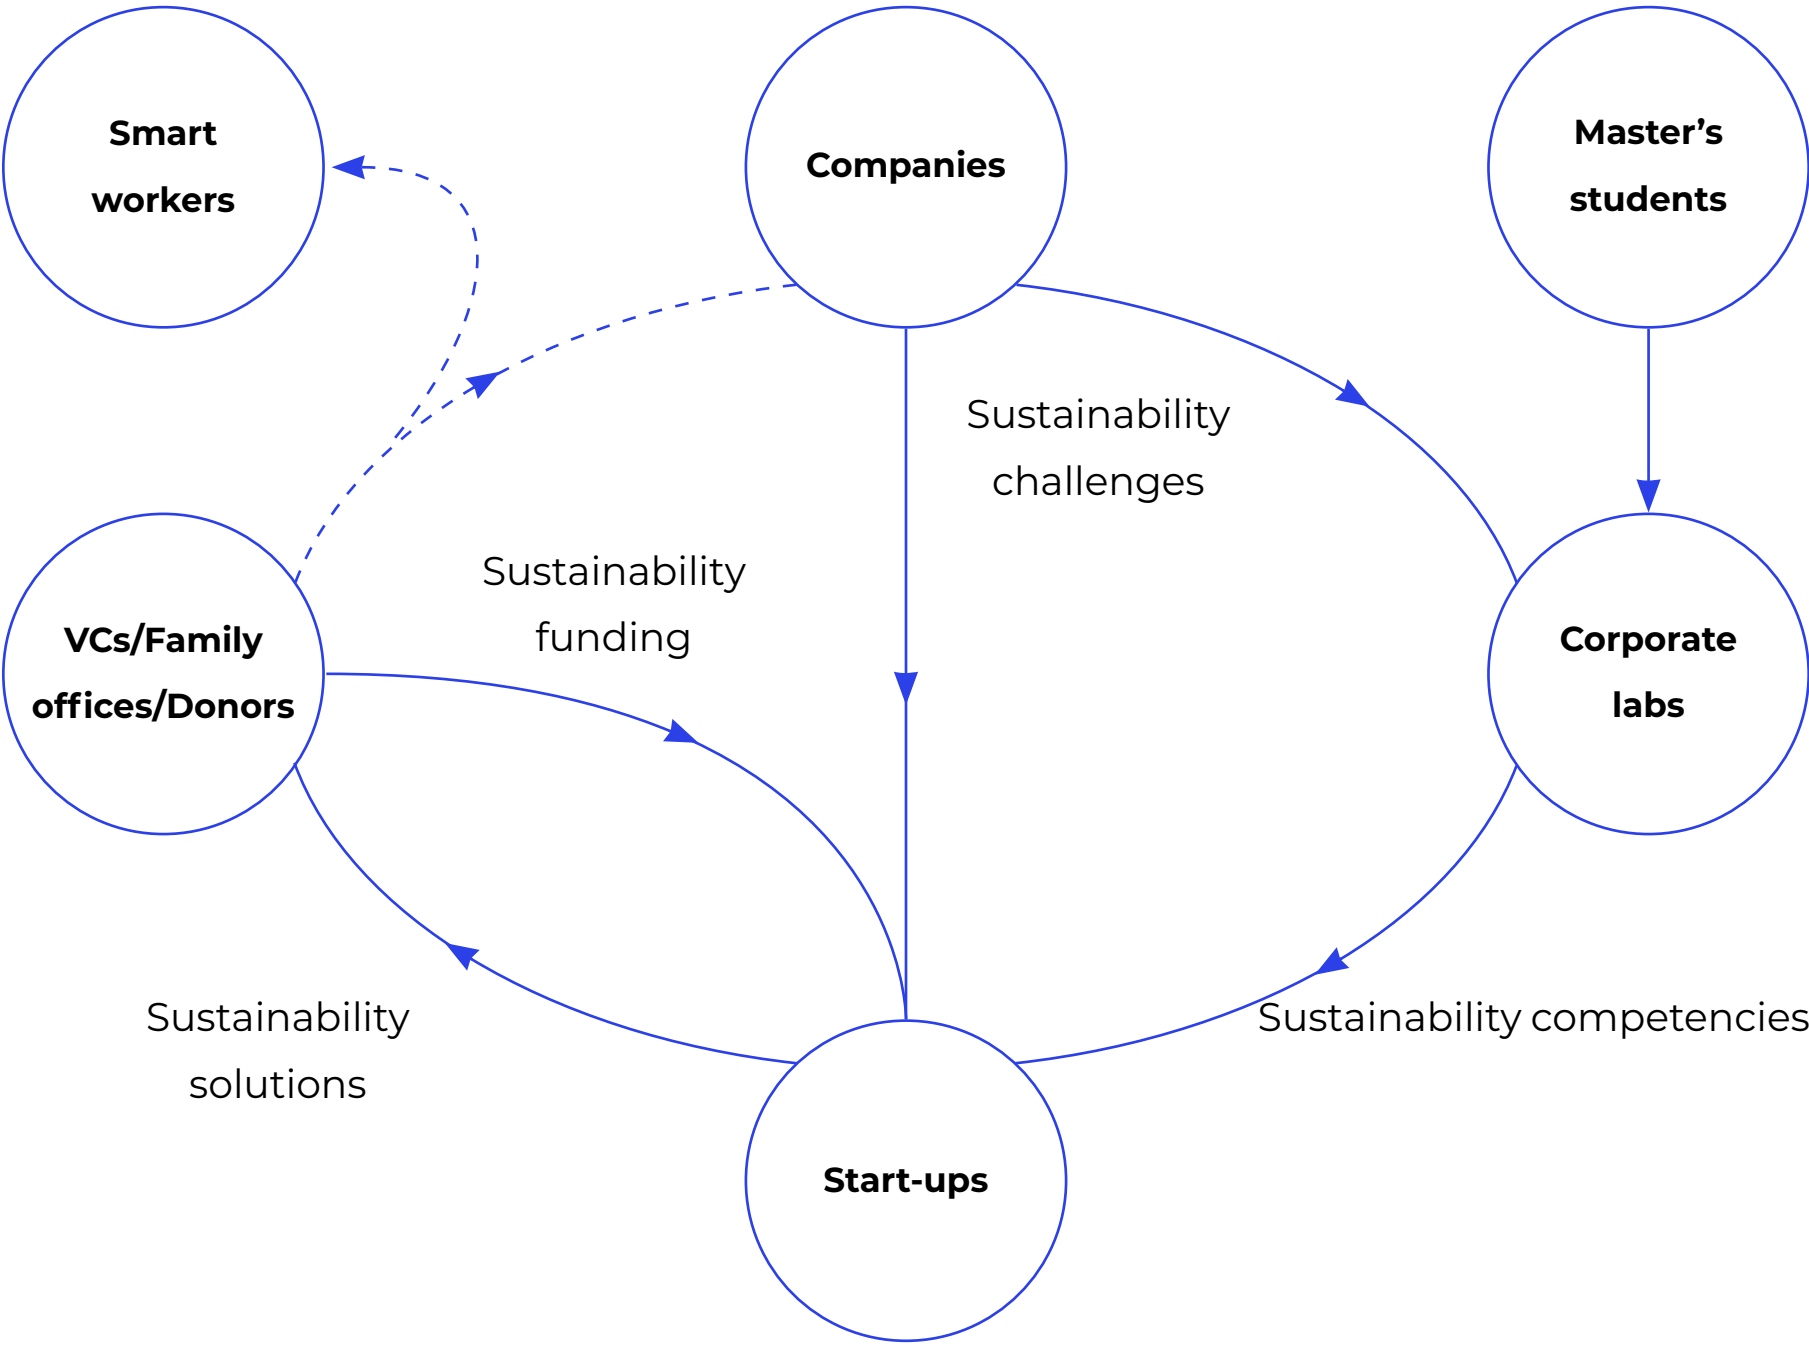 Smart
workers
Companies
Master’s
students
Sustainability
challenges
Sustainability
funding
VCs/Family
offices/Donors
Corporate
labs
Sustainability
solutions
Sustainability competencies
Start-ups